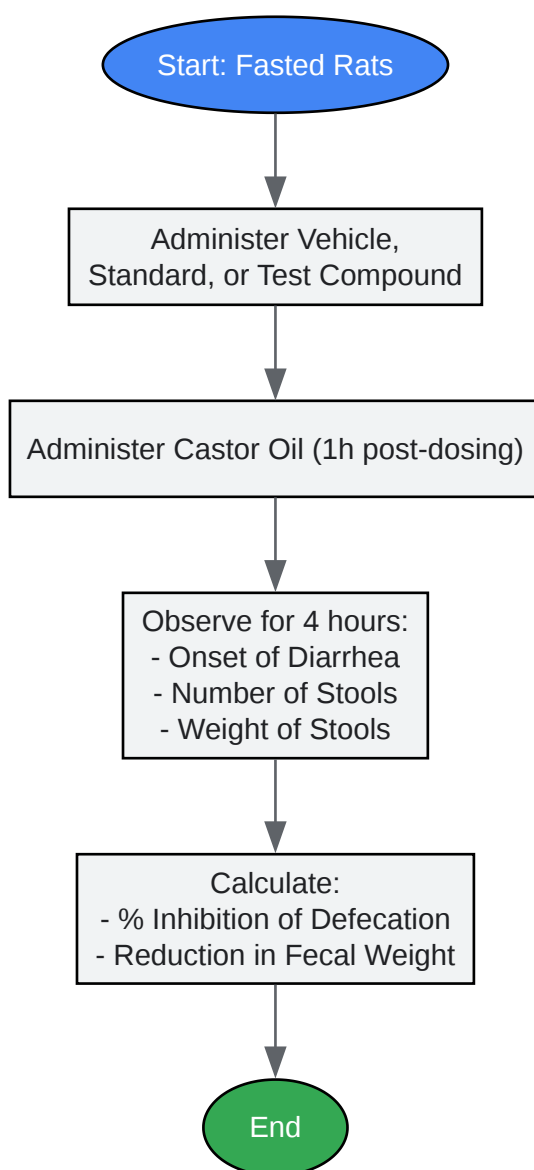 Start: Fasted Rats
Administer Vehicle,
Standard, or Test Compound
Administer Castor Oil (1h post-dosing)
Observe for 4 hours:
- Onset of Diarrhea
- Number of Stools
- Weight of Stools
Calculate:
- % Inhibition of Defecation
- Reduction in Fecal Weight
End